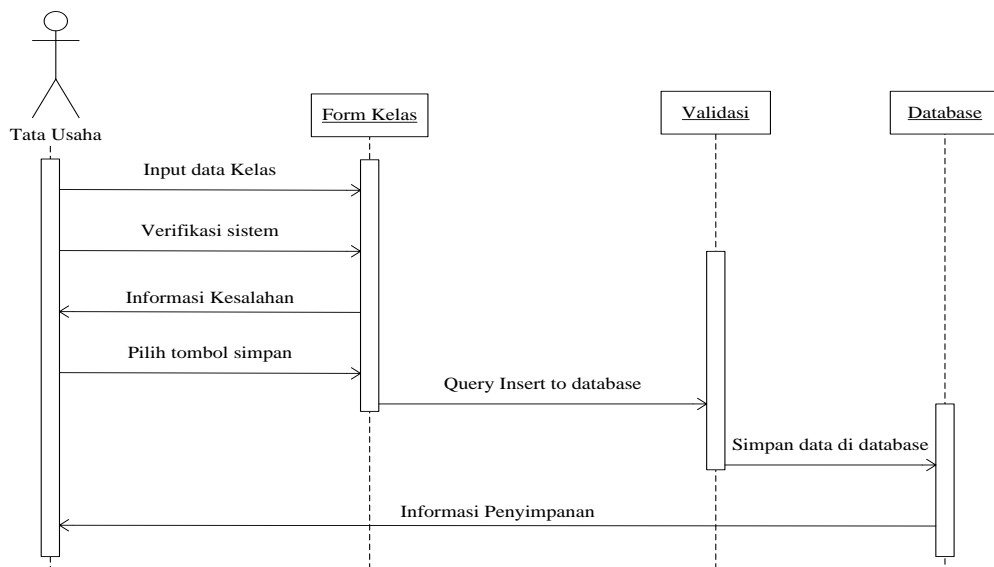 Form Kelas
Validasi
Database
Tata Usaha
Input data Kelas
Verifikasi sistem
Informasi Kesalahan
Pilih tombol simpan
Query Insert to database
Simpan data di database
Informasi Penyimpanan